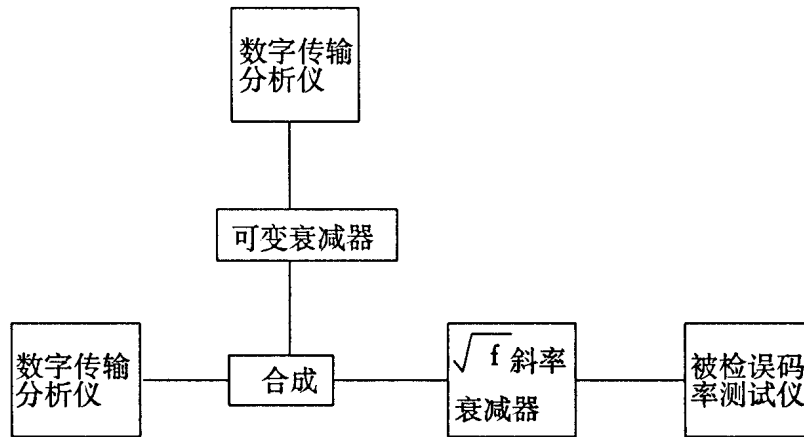 数字传输
分析仪
可变衰减器
数字传输
分析仪
合成
√f 斜率
衰减器
被检误码
率测试仪